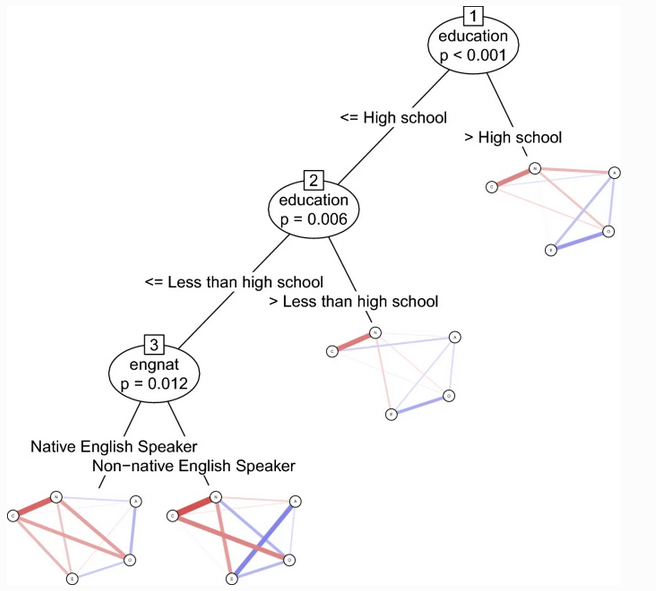 1
education
p < 0.001
<= High school
> High school
2
education
p = 0.006
N
A
C
O
E
<= Less than high school
> Less than high school
3
engnat
p = 0.012
N
A
C
O
E
Native English Speaker
Non−native English Speaker
N
A
C
O
E
N
A
C
O
E